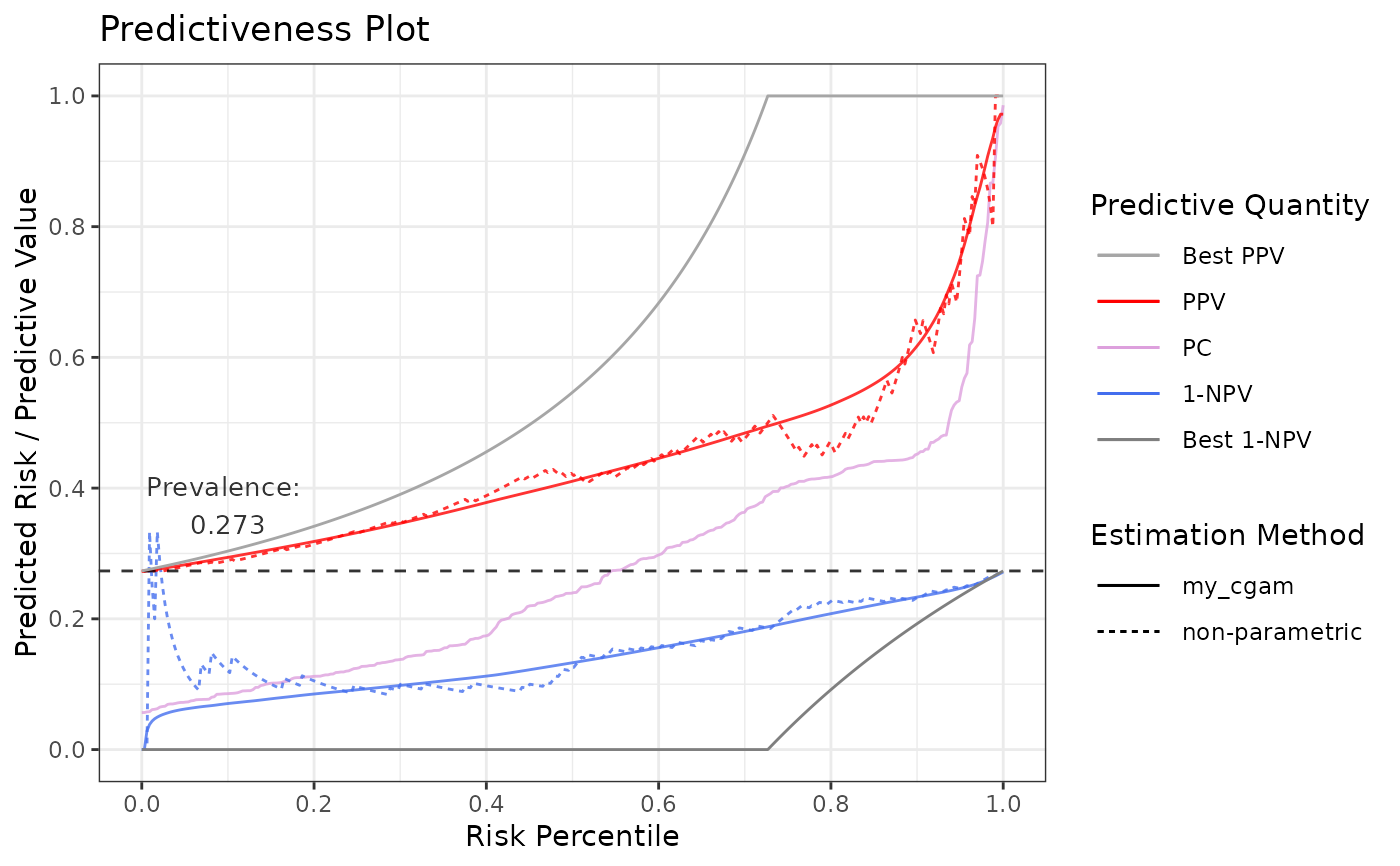 Predictiveness Plot
Predicted Risk / Predictive Value
1.0
0.8
0.6
0.4
0.2
0.0
Prevalence:
0.273
0.0 0.2 0.4 0.6 0.8 1.0
Risk Percentile
Predictive Quantity
Best PPV
PPV
PC
1-NPV
Best 1-NPV
Estimation Method
my_cgam
non-parametric